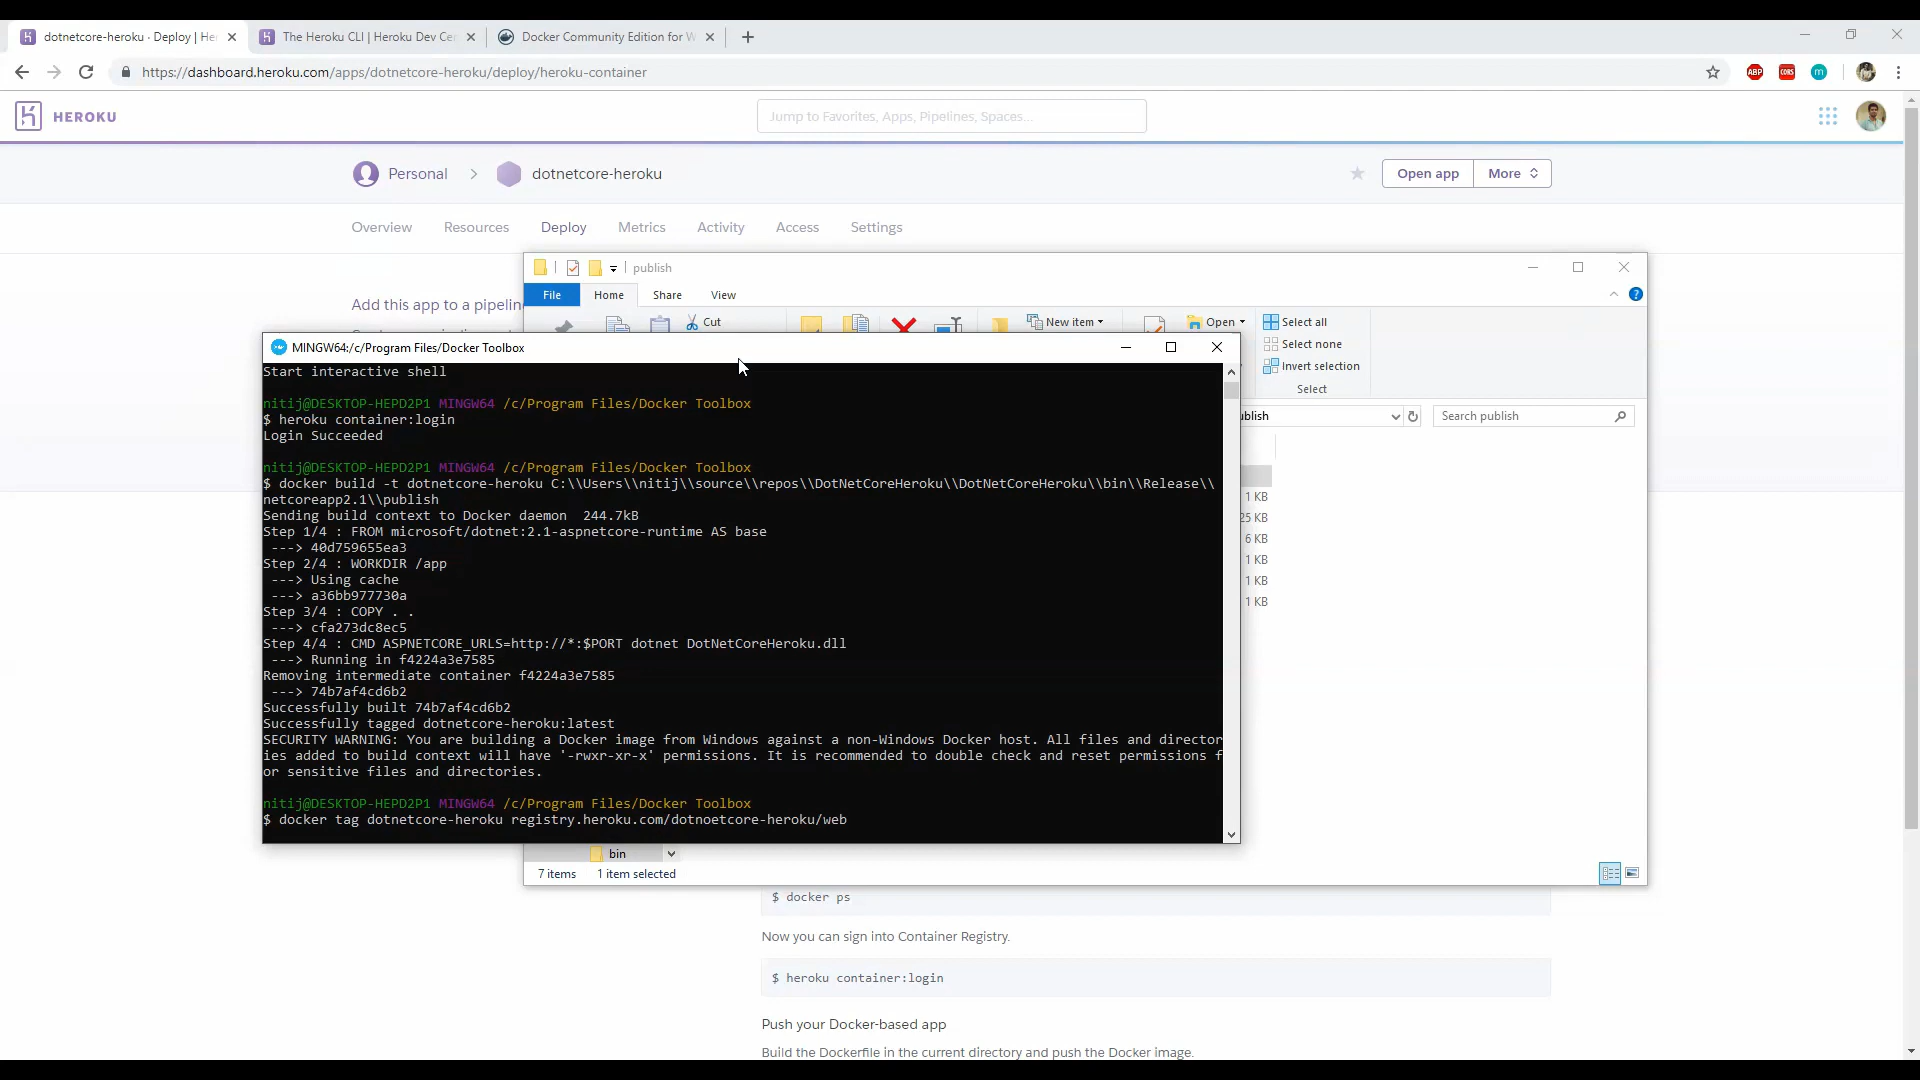 dotnetcore-heroku · Deploy | He
The Heroku CLI | Heroku Dev Cen
Docker Community Edition for W
https://dashboard.heroku.com/apps/dotnetcore-heroku/deploy/heroku-container
ABP
CORS
m
HEROKU
Jump to Favorites, Apps, Pipelines, Spaces...
Personal
dotnetcore-heroku
Open app
More
Overview
Resources
Deploy
Metrics
Activity
Access
Settings
publish
Add this app to a pipelin
File
Home
Share
View
Cut
New item
Open
Select all
Select none
Invert selection
Select
ublish
Search publish
1 KB
25 KB
6 KB
1 KB
1 KB
1 KB
MINGW64:/c/Program Files/Docker Toolbox
Start interactive shell
nitij@DESKTOP-HEPD2P1 MINGW64 /c/Program Files/Docker Toolbox
$ heroku container:login
Login Succeeded
nitij@DESKTOP-HEPD2P1 MINGW64 /c/Program Files/Docker Toolbox
$ docker build -t dotnetcore-heroku C:\\Users\\nitij\\source\\repos\\DotNetCoreHeroku\\DotNetCoreHeroku\\bin\\Release\\
netcoreapp2.1\\publish
Sending build context to Docker daemon  244.7kB
Step 1/4 : FROM microsoft/dotnet:2.1-aspnetcore-runtime AS base
---> 40d759655ea3
Step 2/4 : WORKDIR /app
---> Using cache
---> a36bb977730a
Step 3/4 : COPY . .
---> cfa273dc8ec5
Step 4/4 : CMD ASPNETCORE_URLS=http://*:$PORT dotnet DotNetCoreHeroku.dll
---> Running in f4224a3e7585
Removing intermediate container f4224a3e7585
---> 74b7af4cd6b2
Successfully built 74b7af4cd6b2
Successfully tagged dotnetcore-heroku:latest
SECURITY WARNING: You are building a Docker image from Windows against a non-Windows Docker host. All files and director
ies added to build context will have '-rwxr-xr-x' permissions. It is recommended to double check and reset permissions f
or sensitive files and directories.
nitij@DESKTOP-HEPD2P1 MINGW64 /c/Program Files/Docker Toolbox
$ docker tag dotnetcore-heroku registry.heroku.com/dotnoetcore-heroku/web
bin
7 items
1 item selected
$ docker ps
Now you can sign into Container Registry.
$ heroku container:login
Push your Docker-based app
Build the Dockerfile in the current directory and push the Docker image.